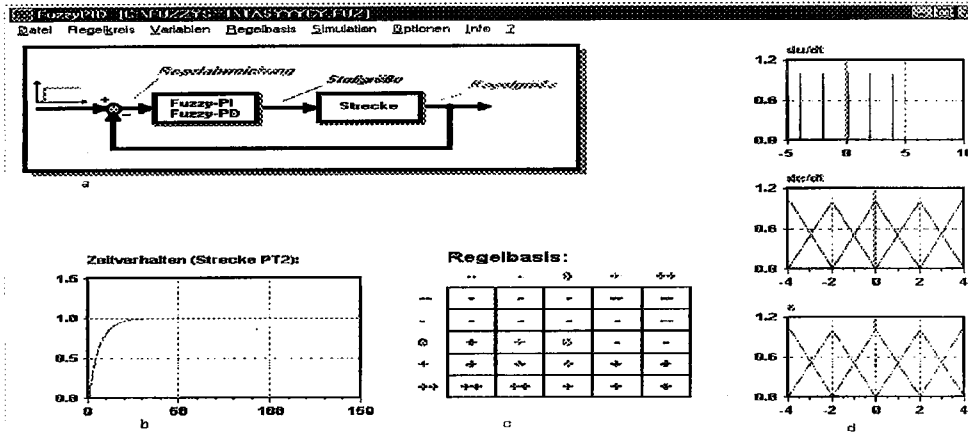 FuzzyPID
Datei Regelkreis Variablen Regelbasis Simulation Optionen Info ?
Regelabweichung
Stellgröße
Regelgröße
+
-
Fuzzy-PI
Fuzzy-PD
Strecke
a
Zeitverhalten (Strecke PT2):
1.5
1.0
0.5
0.0
0 50 100 150
b
Regelbasis:
-- - 0 + ++
--
-
0 + + 0 - -
+ + + + + +
++ ++ ++ + + +
c
du/dt
1.2
0.6
0.0
-5 0 5 10
de/dt
1.2
0.6
0.0
-4 -2 0 2 4
e
1.2
0.6
0.0
-4 -2 0 2 4
d